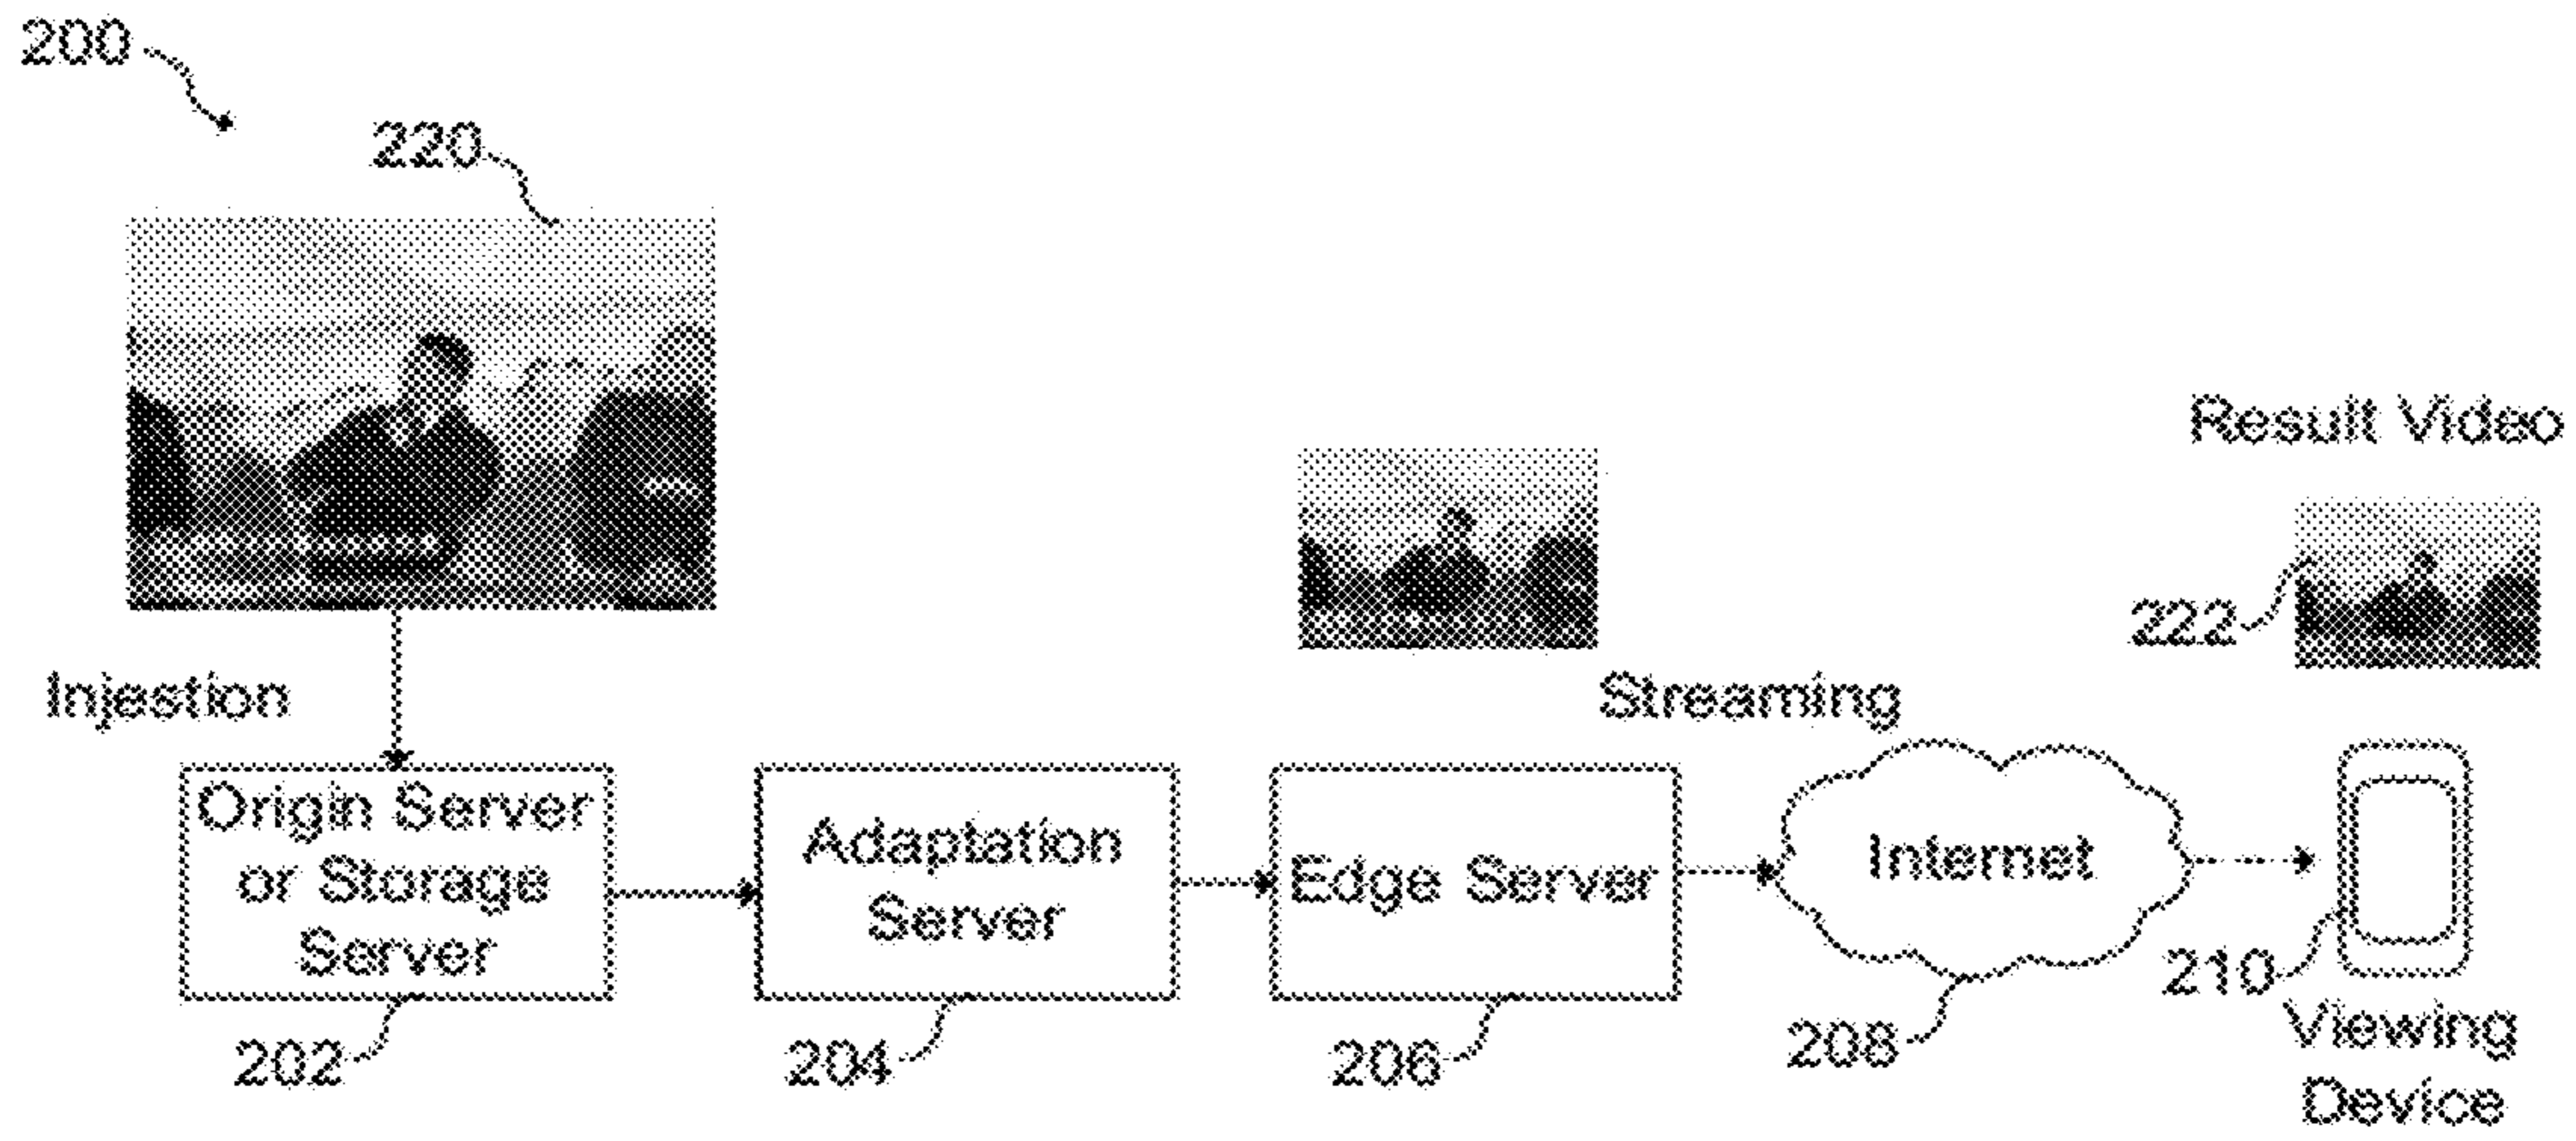 200
220
Result Video
222
Injestion
Streaming
Origin Server
or Storage
Server
Adaptation
Server
Edge Server
Internet
210
Viewing
Device
202
204
206
208